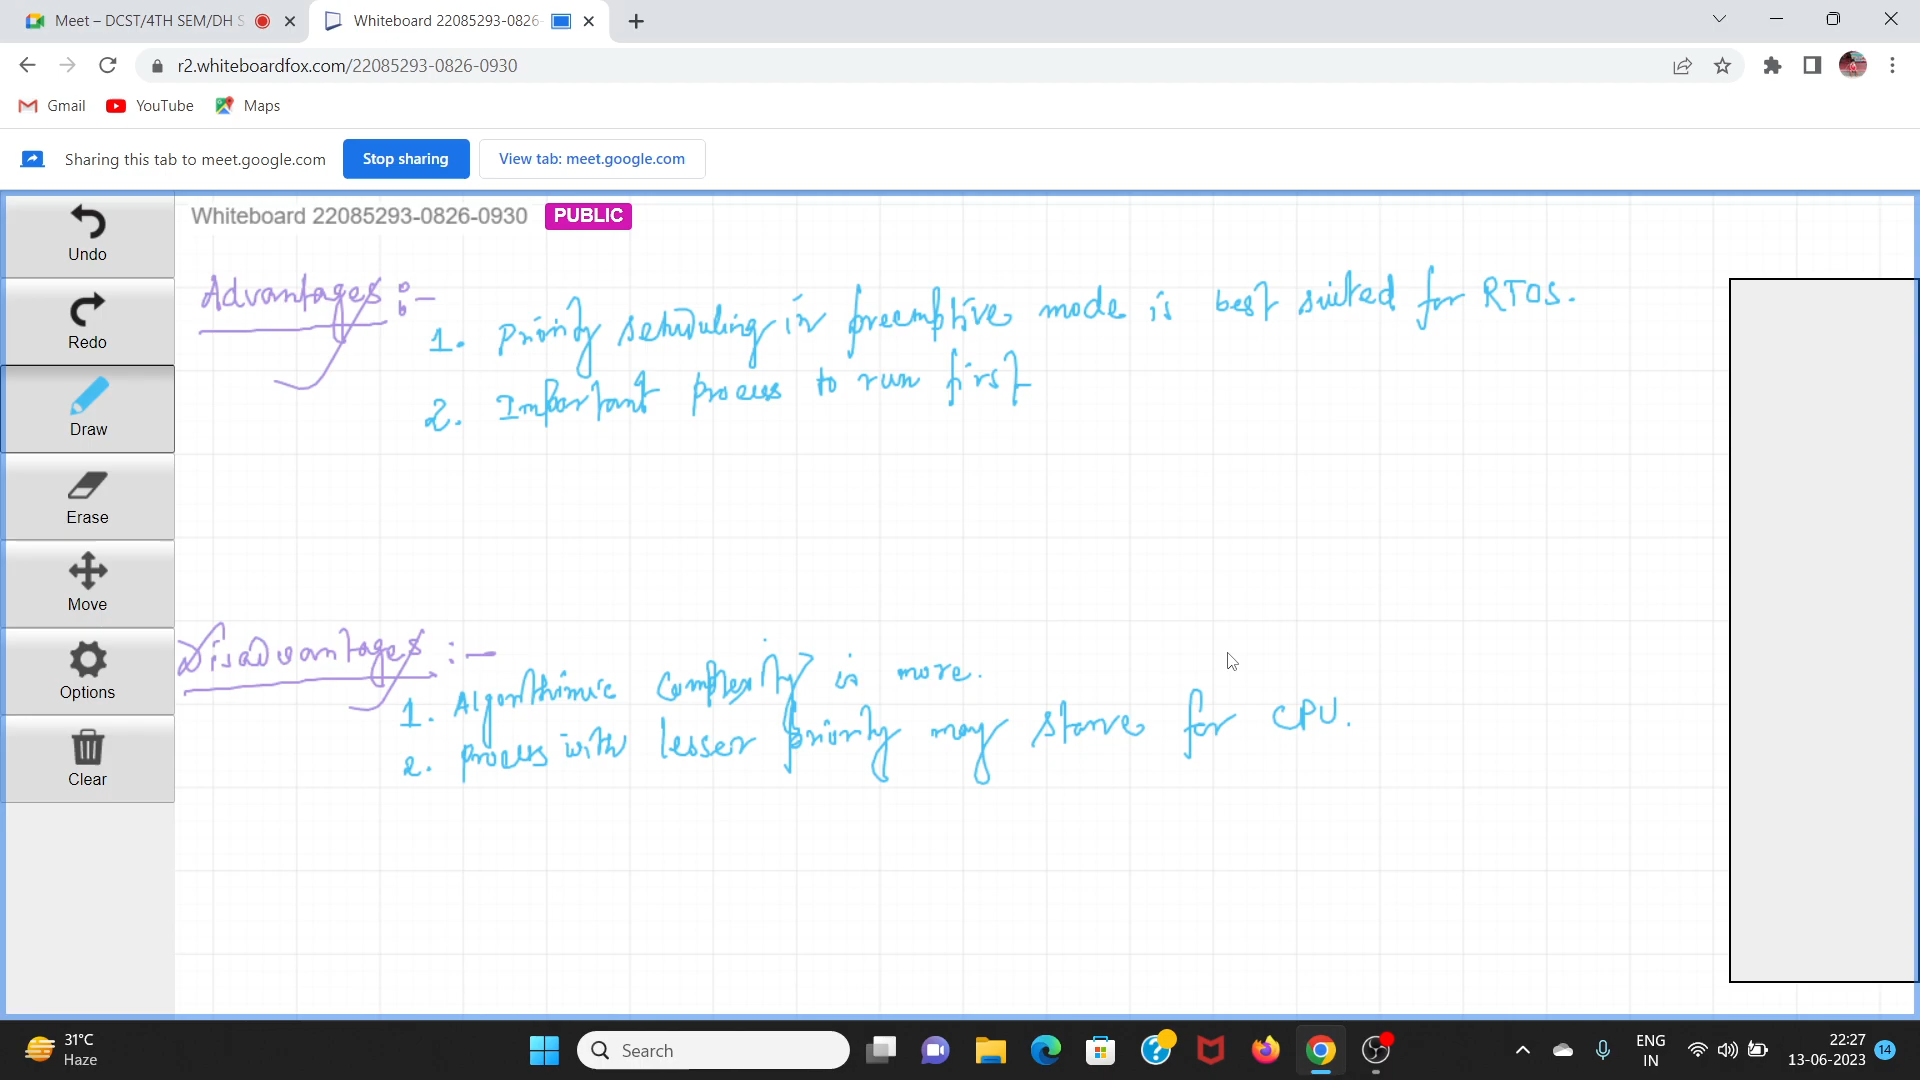 Meet – DCST/4TH SEM/DH S
Whiteboard 22085293-0826-
r2.whiteboardfox.com/22085293-0826-0930
Gmail YouTube Maps
Sharing this tab to meet.google.com Stop sharing View tab: meet.google.com
Whiteboard 22085293-0826-0930 PUBLIC
Undo
Redo
Draw
Erase
Move
Options
Clear
Advantages :-
1. Priority scheduling in preemptive mode is best suited for RTOS.
2. Important process to run first
Disadvantages :-
1. Algorithimic complexity is more.
2. process with lesser priority may starve for CPU.
31°C
Haze
Search
ENG
IN
22:27
13-06-2023 14